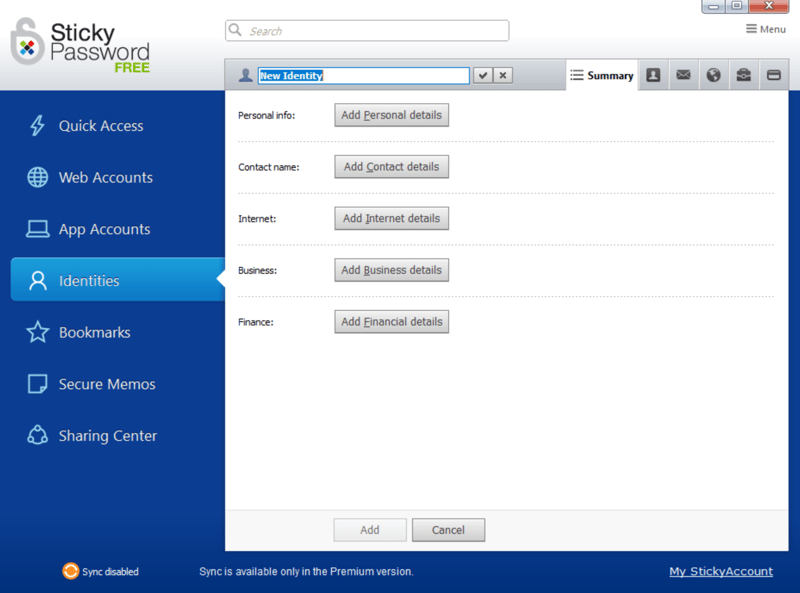 Sticky
Password
FREE
Search
Menu
New Identity
Summary
Quick Access
Web Accounts
App Accounts
Identities
Bookmarks
Secure Memos
Sharing Center
Personal info:
Add Personal details
Contact name:
Add Contact details
Internet:
Add Internet details
Business:
Add Business details
Finance:
Add Financial details
Add
Cancel
Sync disabled
Sync is available only in the Premium version.
My StickyAccount